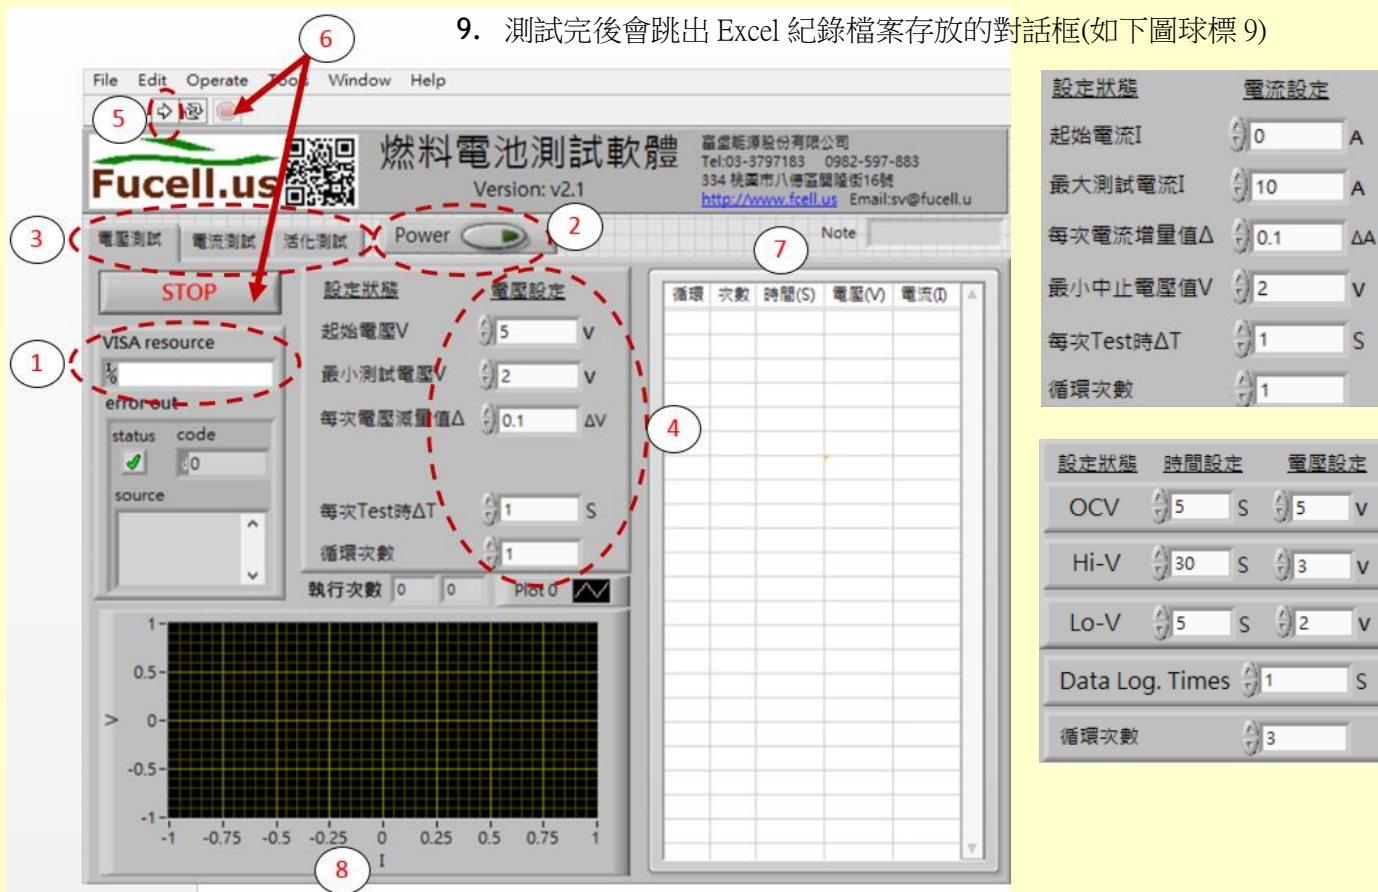 9. 測試完後會跳出 Excel 紀錄檔案存放的對話框(如下圖球標 9)
6
File Edit Operate Tools Window Help
5
Fucell.us
燃料電池測試軟體
Version: v2.1
富盛能源股份有限公司
Tel:03-3797183 0982-597-883
334 桃園市八德區興隆街16號
http://www.fcell.us Email:sv@fucell.u
3
電壓測試 電流測試 活化測試
Power
2
7
Note
STOP
1
VISA resource
error out
status code
0
source
設定狀態 電壓設定
起始電壓V 5 V
最小測試電壓V 2 V
每次電壓減量值Δ 0.1 ΔV
4
每次Test時ΔT 1 S
循環次數 1
執行次數 0 0 Plot 0
循環 次數 時間(S) 電壓(V) 電流(I)
1
0.5
V 0
-0.5
-1
-1 -0.75 -0.5 -0.25 0 0.25 0.5 0.75 1
I
8
設定狀態 電流設定
起始電流I 0 A
最大測試電流I 10 A
每次電流增量值Δ 0.1 ΔA
最小中止電壓值V 2 V
每次Test時ΔT 1 S
循環次數 1
設定狀態 時間設定 電壓設定
OCV 5 S 5 V
Hi-V 30 S 3 V
Lo-V 5 S 2 V
Data Log. Times 1 S
循環次數 3